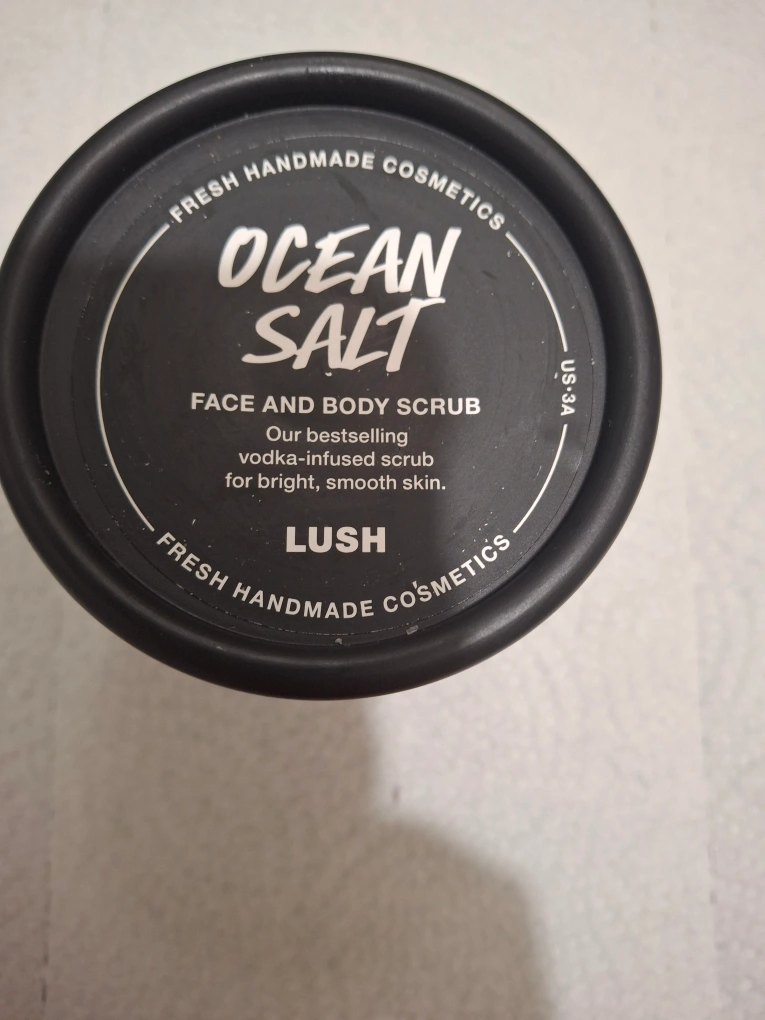 FRESH HANDMADE COSMETICS
OCEAN
SALT
FACE AND BODY SCRUB
Our bestselling
vodka-infused scrub
for bright, smooth skin.
LUSH
FRESH HANDMADE COSMETICS
US·3A